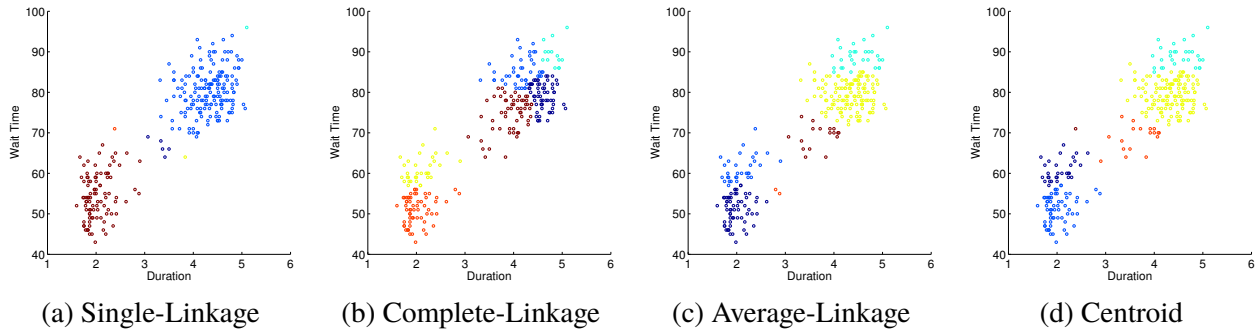 100
90
80
70
60
50
40
1 2 3 4 5 6
Wait Time
Duration
(a) Single-Linkage
100
90
80
70
60
50
40
1 2 3 4 5 6
Wait Time
Duration
(b) Complete-Linkage
100
90
80
70
60
50
40
1 2 3 4 5 6
Wait Time
Duration
(c) Average-Linkage
100
90
80
70
60
50
40
1 2 3 4 5 6
Wait Time
Duration
(d) Centroid